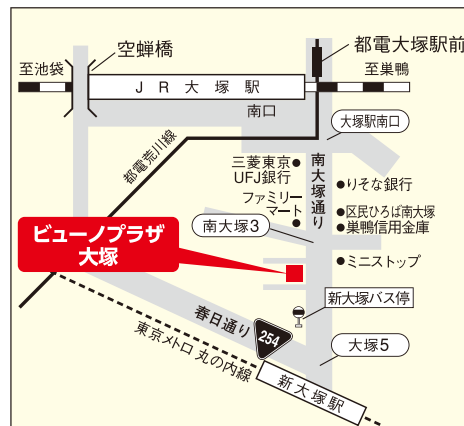 空蝉橋
都電大塚駅前
至池袋
至巣鴨
JR大塚駅
南口
大塚駅南口
都電荒川線
三菱東京
UFJ銀行
南大塚通り
りそな銀行
ファミリー
マート
区民ひろば南大塚
巣鴨信用金庫
南大塚3
ビューノプラザ
大塚
ミニストップ
新大塚バス停
春日通り
254
大塚5
東京メトロ 丸の内線
新大塚駅